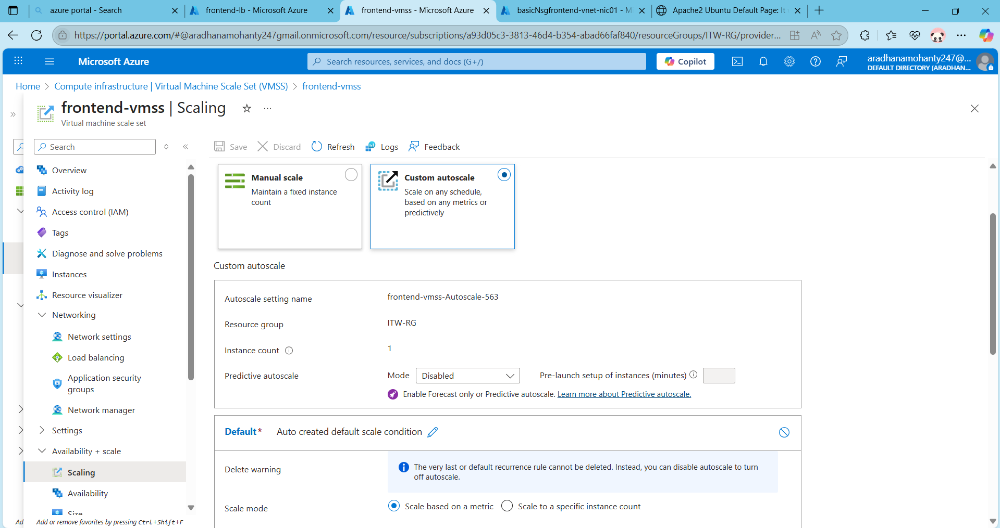 azure portal - Search
frontend-lb - Microsoft Azure
frontend-vmss - Microsoft Azure
basicNsgfrontend-vnet-nic01 - M
Apache2 Ubuntu Default Page: It
https://portal.azure.com/#@aradhanamohanty247gmail.onmicrosoft.com/resource/subscriptions/a93d05c3-3813-46d4-b354-abad66faf840/resourceGroups/ITW-RG/provider...
Microsoft Azure
Search resources, services, and docs (G+/)
Copilot
aradhanamohanty247@...
DEFAULT DIRECTORY (ARADHAN...
Home > Compute infrastructure | Virtual Machine Scale Set (VMSS) > frontend-vmss
frontend-vmss | Scaling
Virtual machine scale set
Search
Save
Discard
Refresh
Logs
Feedback
Overview
Activity log
Access control (IAM)
Tags
Diagnose and solve problems
Instances
Resource visualizer
Networking
Network settings
Load balancing
Application security
groups
Network manager
Settings
Availability + scale
Scaling
Availability
Size
Ad
Add or remove favorites by pressing Ctrl+Shift+F
Manual scale
Maintain a fixed instance
count
Custom autoscale
Scale on any schedule,
based on any metrics or
predictively
Custom autoscale
Autoscale setting name
frontend-vmss-Autoscale-563
Resource group
ITW-RG
Instance count
1
Predictive autoscale
Mode
Disabled
Pre-launch setup of instances (minutes)
Enable Forecast only or Predictive autoscale. Learn more about Predictive autoscale.
Default*
Auto created default scale condition
Delete warning
The very last or default recurrence rule cannot be deleted. Instead, you can disable autoscale to turn
off autoscale.
Scale mode
Scale based on a metric
Scale to a specific instance count